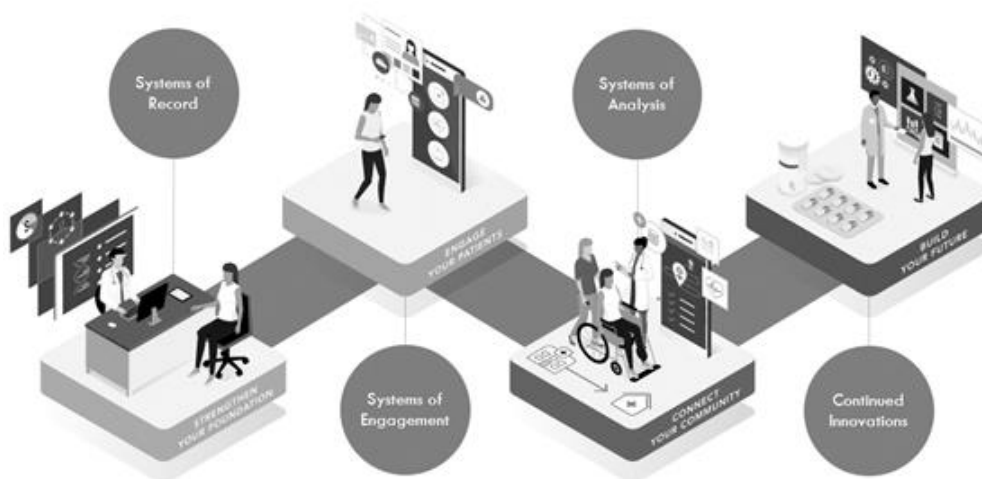 Systems of
Record
STRENGTHEN
YOUR FOUNDATION
ENGAGE
YOUR PATIENTS
Systems of
Engagement
Systems of
Analysis
CONNECT
YOUR COMMUNITY
BUILD
YOUR FUTURE
Continued
Innovations